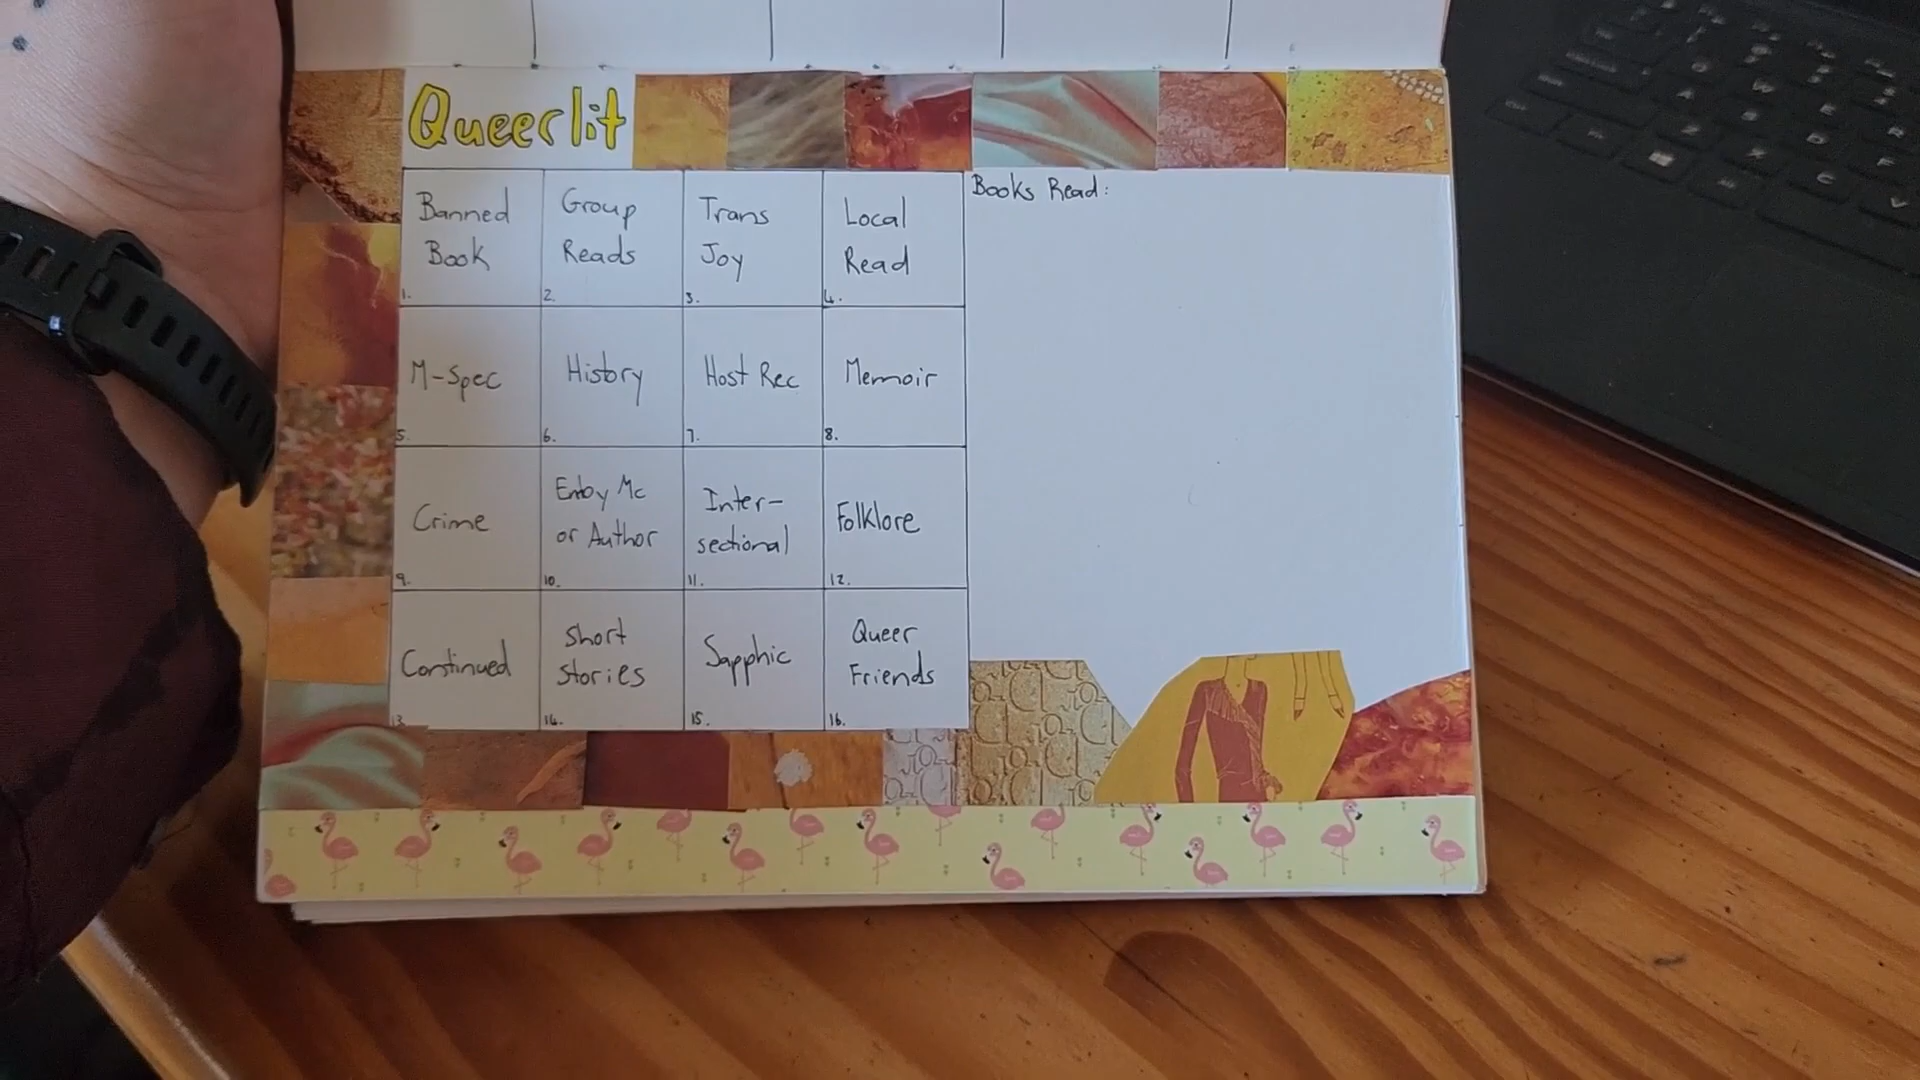 Queer lit
Banned
Book
1.
Group
Reads
2.
Trans
Joy
3.
Local
Read
4.
Books Read:
M-Spec
5.
History
6.
Host Rec
7.
Memoir
8.
Crime
9.
Enby Mc
or Author
10.
Inter-
sectional
11.
Folklore
12.
Continued
13.
Short
Stories
14.
Sapphic
15.
Queer
Friends
16.